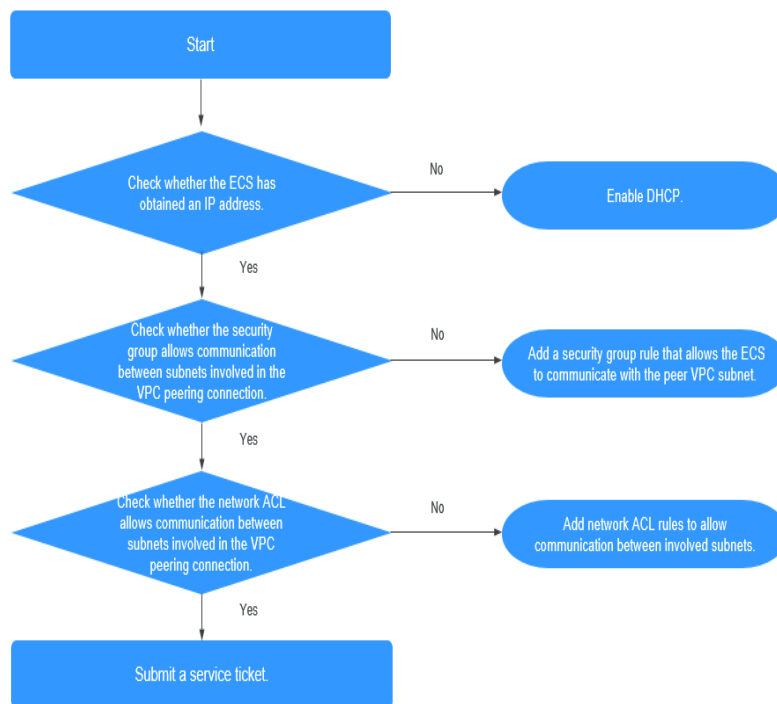 Start
Check whether the ECS has
obtained an IP address.
No
Enable DHCP.
Yes
Check whether the security
group allows communication
between subnets involved in the
VPC peering connection.
No
Add a security group rule that allows the ECS
to communicate with the peer VPC subnet.
Yes
Check whether the network ACL
allows communication between
subnets involved in the VPC
peering connection.
No
Add network ACL rules to allow
communication between involved subnets.
Yes
Submit a service ticket.